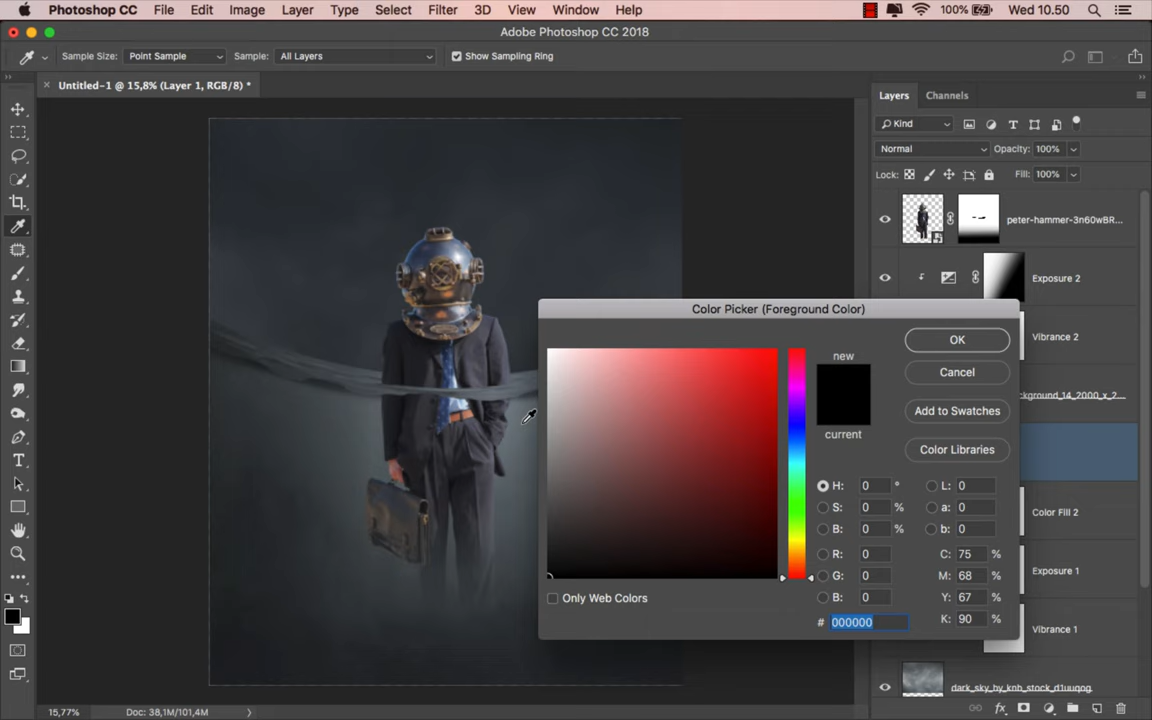 Photoshop CC File Edit Image Layer Type Select Filter 3D View Window Help 100% Wed 10.50
Adobe Photoshop CC 2018
Sample Size: Point Sample Sample: All Layers Show Sampling Ring
Untitled-1 @ 15,8% (Layer 1, RGB/8) *
Layers Channels
Kind
Normal Opacity: 100%
Lock: Fill: 100%
peter-hammer-3n60wBR...
Exposure 2
Color Picker (Foreground Color)
Vibrance 2
OK
new
Cancel
ckground_14_2000_x_2...
Add to Swatches
current
Color Libraries
H: 0 ° L: 0
S: 0 % a: 0
Color Fill 2
B: 0 % b: 0
R: 0 C: 75 %
G: 0 M: 68 %
Exposure 1
B: 0 Y: 67 %
Only Web Colors
# 000000 K: 90 %
Vibrance 1
dark_sky_by_knb_stock_d1uuqog.
15,77% Doc: 38,1M/101,4M
fx